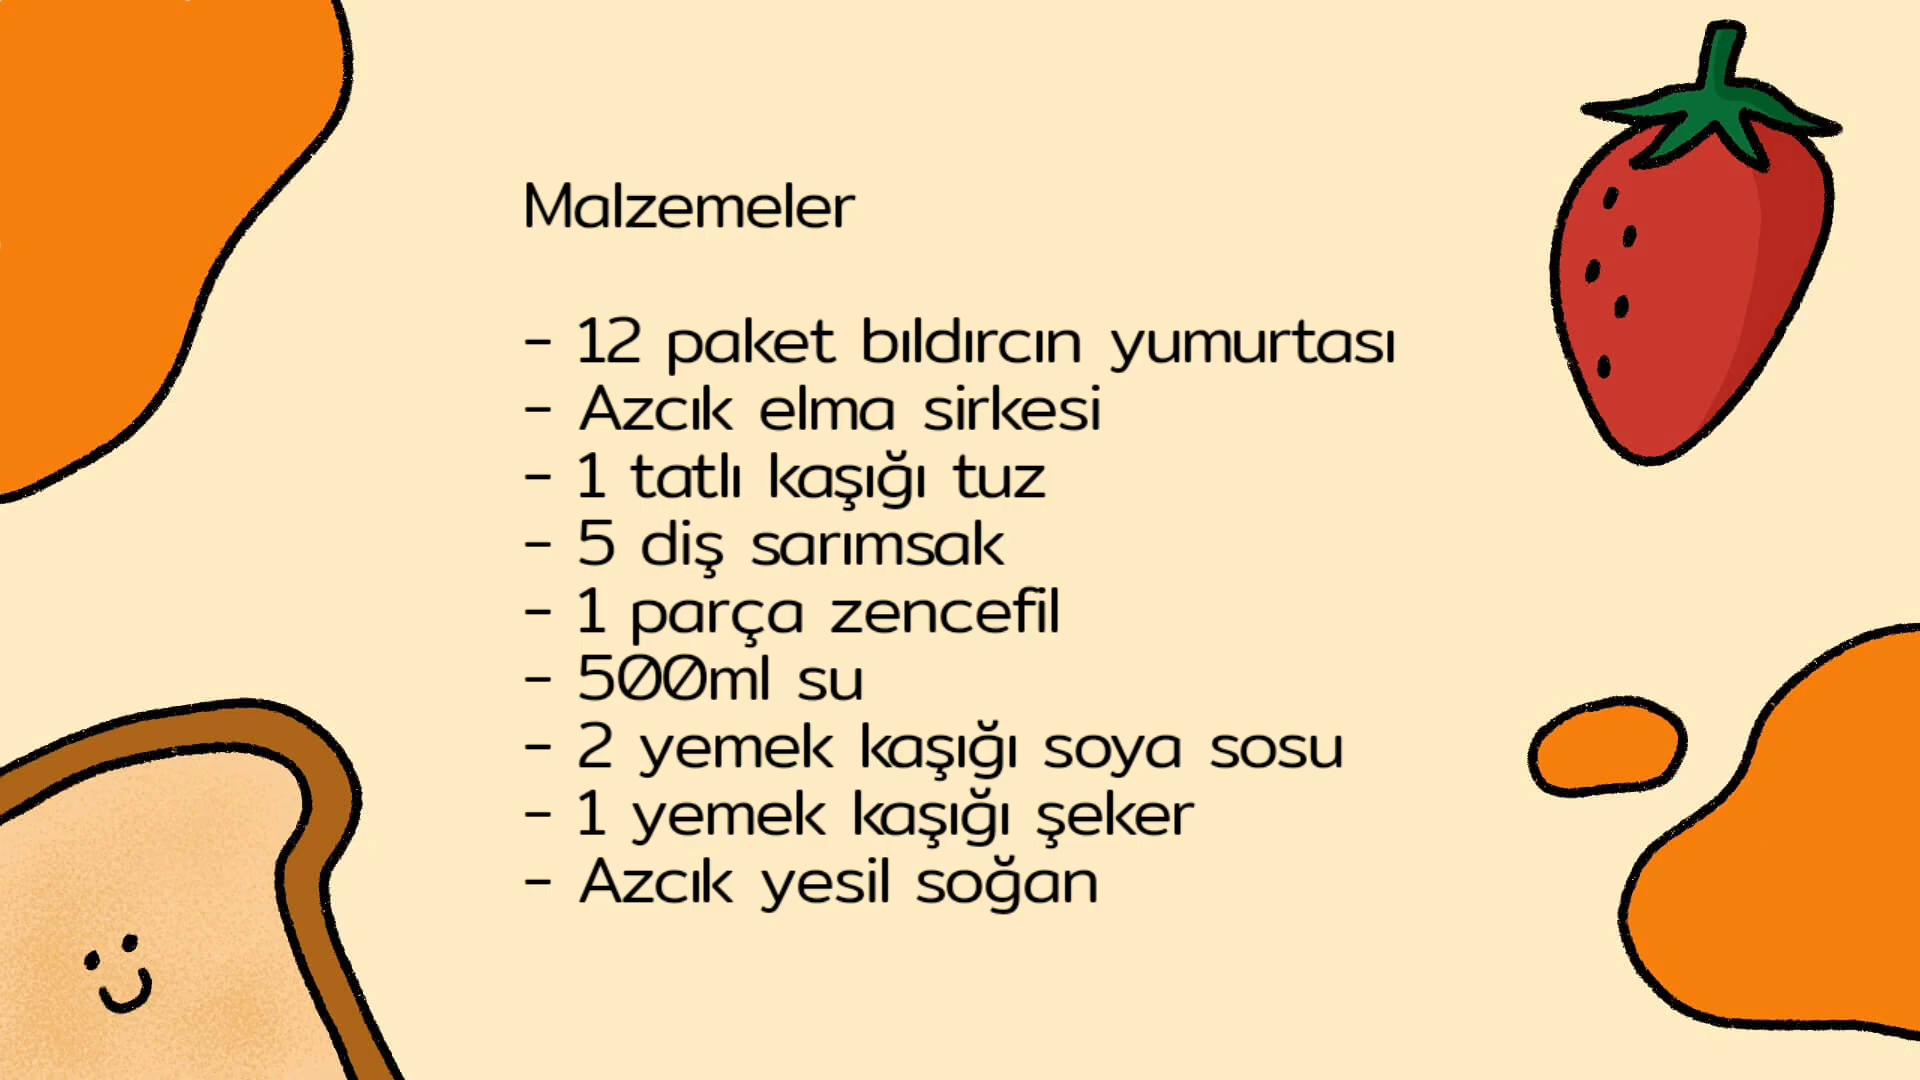 Malzemeler
- 12 paket bıldırcın yumurtası
- Azcık elma sirkesi
- 1 tatlı kaşığı tuz
- 5 diş sarımsak
- 1 parça zencefil
- 500ml su
- 2 yemek kaşığı soya sosu
- 1 yemek kaşığı şeker
- Azcık yesil soğan